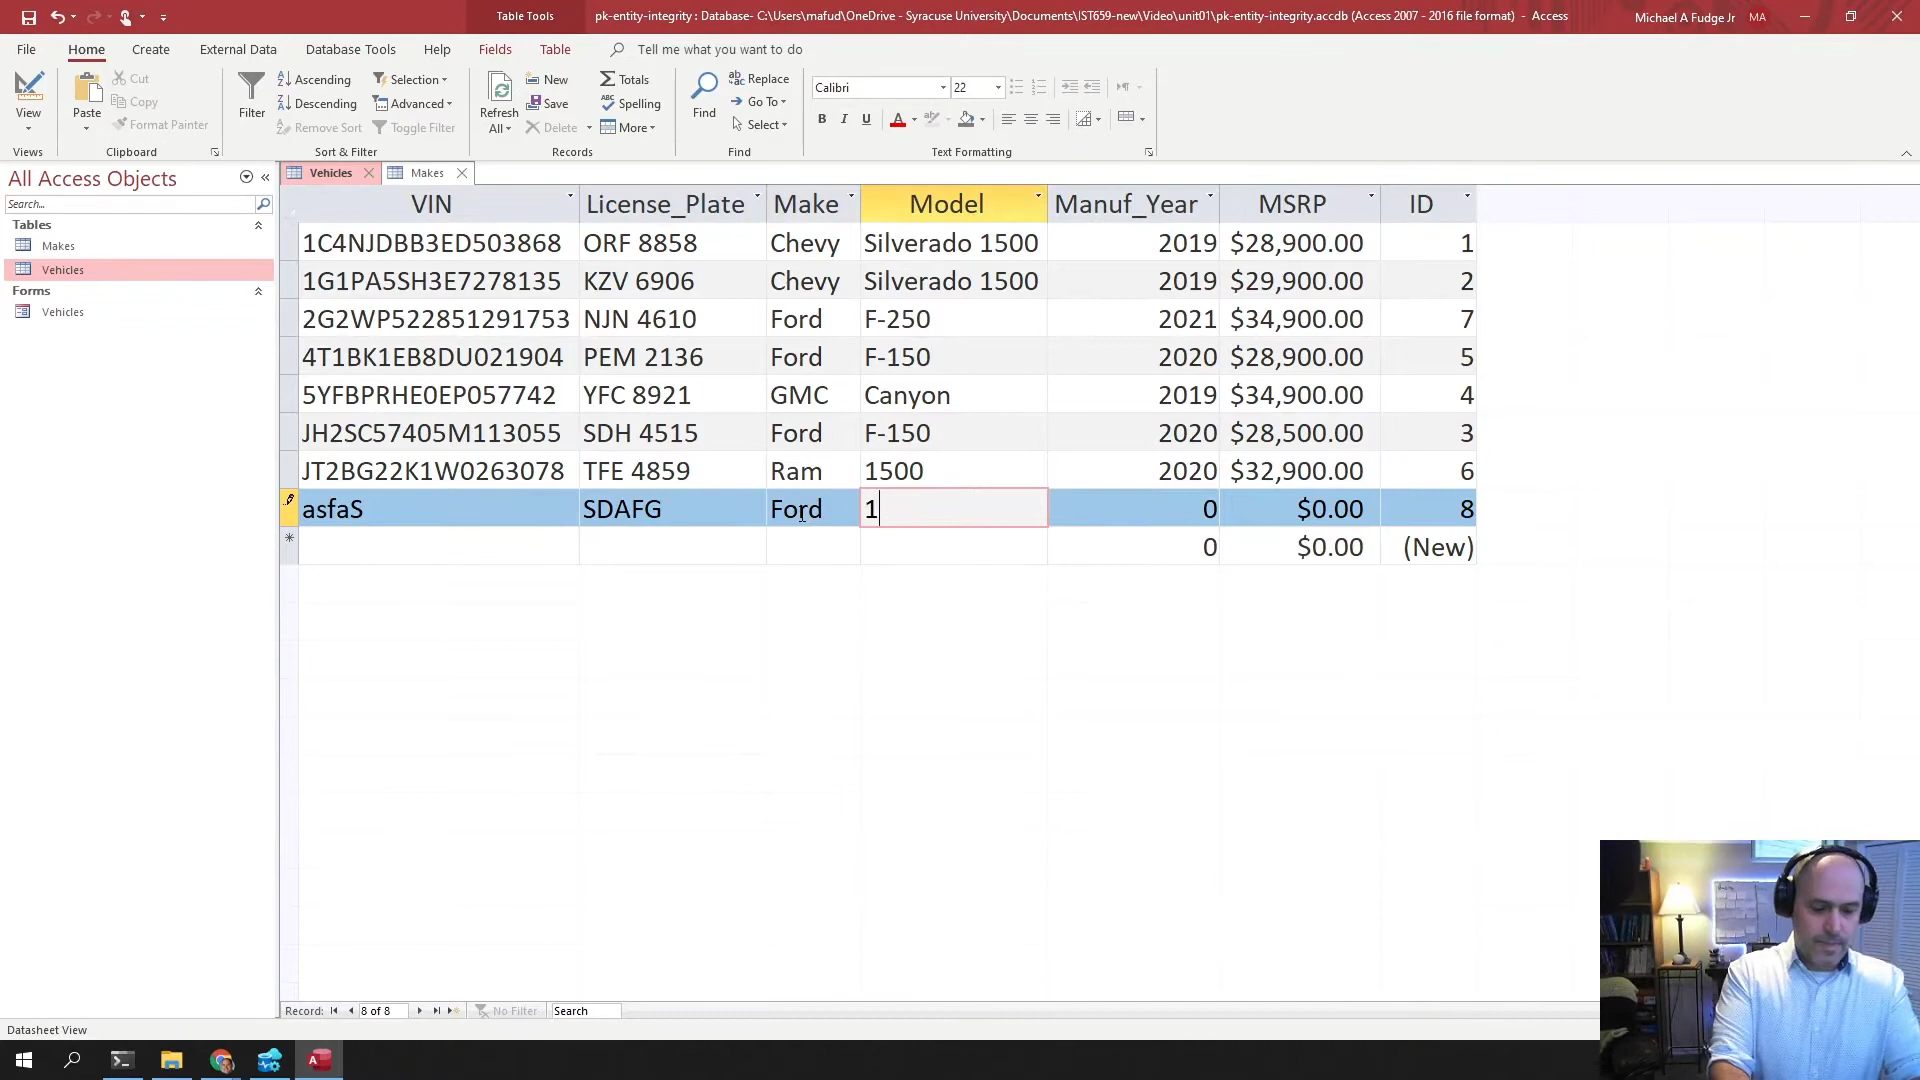 Table Tools
pk-entity-integrity : Database- C:\Users\mafud\OneDrive - Syracuse University\Documents\IST659-new\Video\unit01\pk-entity-integrity.accdb (Access 2007 - 2016 file format) - Access
Michael A Fudge Jr
MA
File
Home
Create
External Data
Database Tools
Help
Fields
Table
Tell me what you want to do
View
Views
Paste
Cut
Copy
Format Painter
Clipboard
Filter
Ascending
Descending
Remove Sort
Selection
Advanced
Toggle Filter
Sort & Filter
Refresh
All
New
Save
Delete
Totals
Spelling
More
Records
Find
Replace
Go To
Select
Find
Calibri
22
B I U
Text Formatting
All Access Objects
Search...
Tables
Makes
Vehicles
Forms
Vehicles
Vehicles
Makes
VIN License_Plate Make Model Manuf_Year MSRP ID
1C4NJDBB3ED503868 ORF 8858 Chevy Silverado 1500 2019 $28,900.00 1
1G1PA5SH3E7278135 KZV 6906 Chevy Silverado 1500 2019 $29,900.00 2
2G2WP522851291753 NJN 4610 Ford F-250 2021 $34,900.00 7
4T1BK1EB8DU021904 PEM 2136 Ford F-150 2020 $28,900.00 5
5YFBPRHE0EP057742 YFC 8921 GMC Canyon 2019 $34,900.00 4
JH2SC57405M113055 SDH 4515 Ford F-150 2020 $28,500.00 3
JT2BG22K1W0263078 TFE 4859 Ram 1500 2020 $32,900.00 6
asfaS SDAFG Ford 1 0 $0.00 8
0 $0.00 (New)
Record: 8 of 8 No Filter Search
Datasheet View